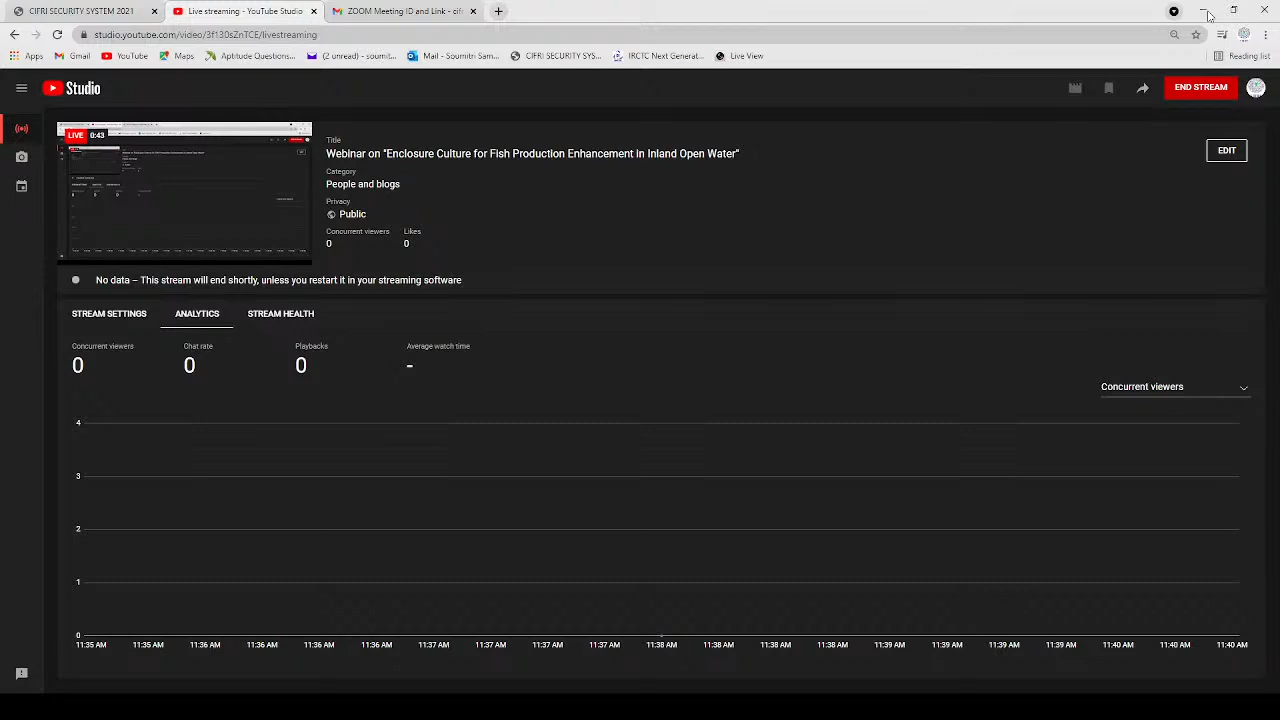 CIFRI SECURITY SYSTEM 2021
Live streaming - YouTube Studio
ZOOM Meeting ID and Link - cifr
studio.youtube.com/video/3f130sZnTCE/livestreaming
Apps
Gmail
YouTube
Maps
Aptitude Questions...
(2 unread) - soumit...
Mail - Soumitri Sam...
CIFRI SECURITY SYS...
IRCTC Next Generat...
Live View
Reading list
Studio
END STREAM
LIVE 0:43
Title
Webinar on "Enclosure Culture for Fish Production Enhancement in Inland Open Water"
EDIT
Category
People and blogs
Privacy
Public
Concurrent viewers Likes
0 0
No data – This stream will end shortly, unless you restart it in your streaming software
STREAM SETTINGS ANALYTICS STREAM HEALTH
Concurrent viewers Chat rate Playbacks Average watch time
0 0 0 -
Concurrent viewers
4
3
2
1
0
11:35 AM 11:35 AM 11:36 AM 11:36 AM 11:36 AM 11:36 AM 11:37 AM 11:37 AM 11:37 AM 11:37 AM 11:38 AM 11:38 AM 11:38 AM 11:38 AM 11:39 AM 11:39 AM 11:39 AM 11:39 AM 11:40 AM 11:40 AM 11:40 AM